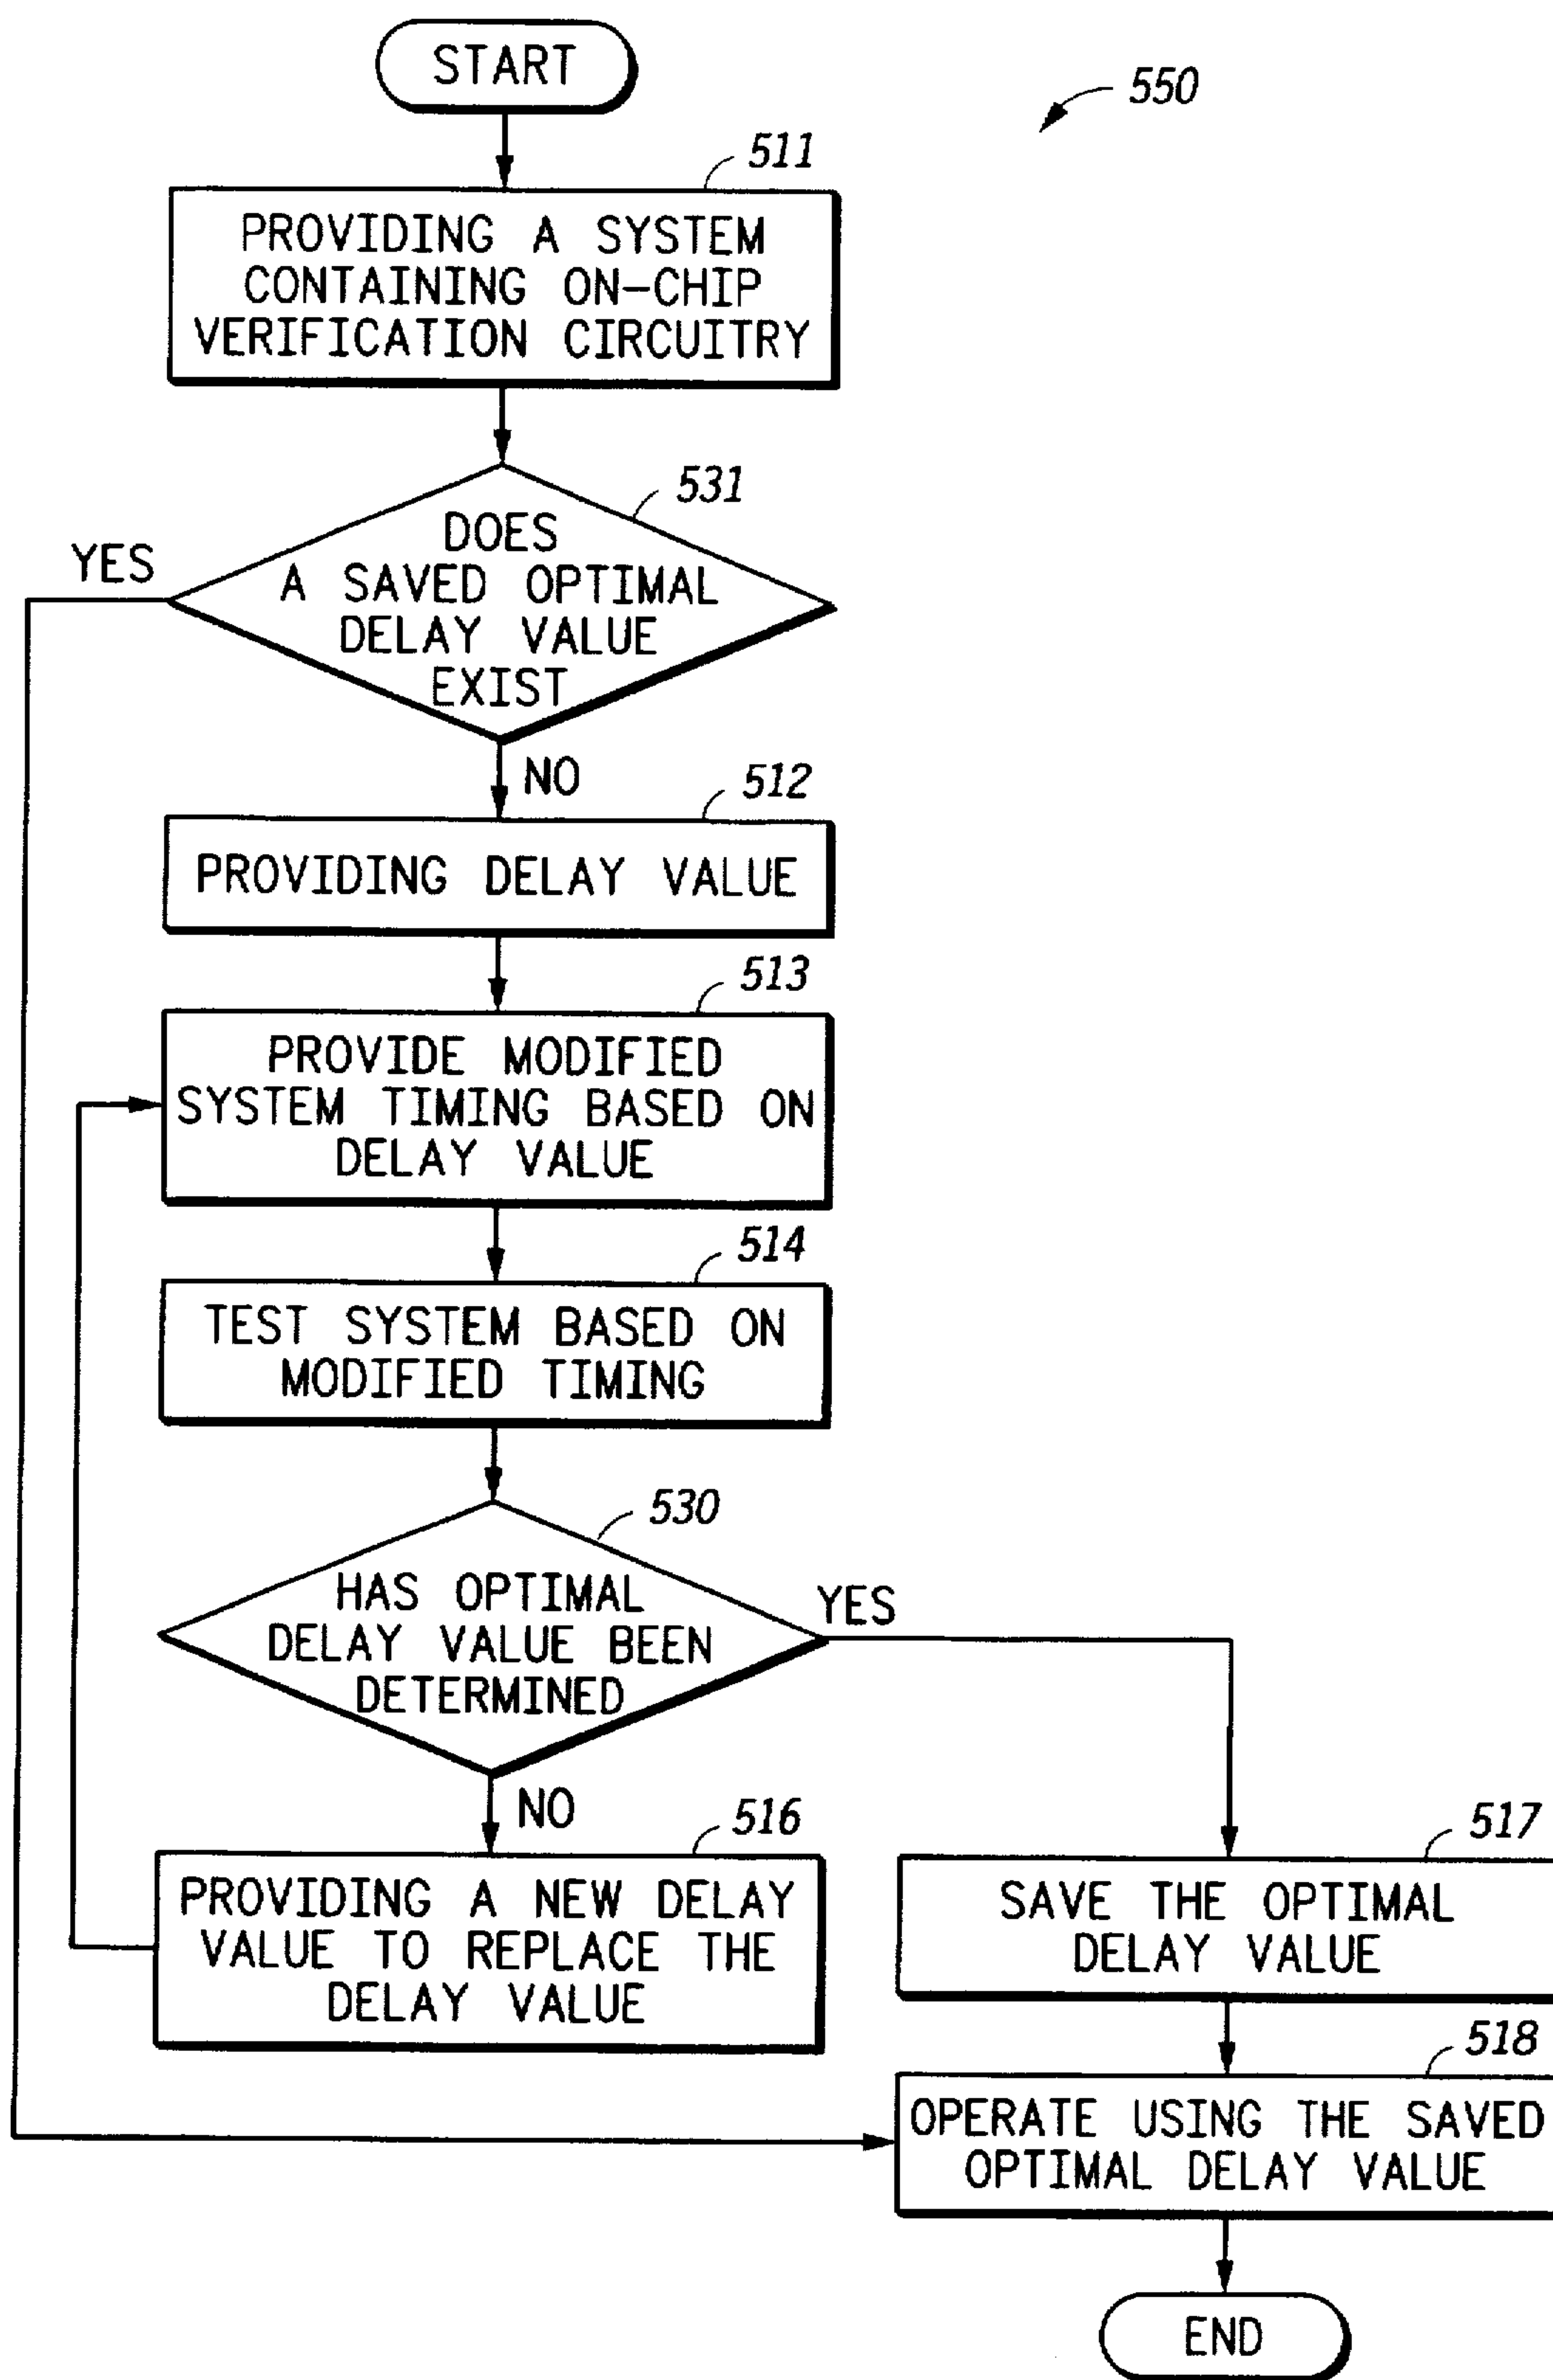 START
550
511
PROVIDING A SYSTEM
CONTAINING ON-CHIP
VERIFICATION CIRCUITRY
531
YES
DOES
A SAVED OPTIMAL
DELAY VALUE
EXIST
NO
512
PROVIDING DELAY VALUE
513
PROVIDE MODIFIED
SYSTEM TIMING BASED ON
DELAY VALUE
514
TEST SYSTEM BASED ON
MODIFIED TIMING
530
HAS OPTIMAL
DELAY VALUE BEEN
DETERMINED
YES
NO
516
PROVIDING A NEW DELAY
VALUE TO REPLACE THE
DELAY VALUE
517
SAVE THE OPTIMAL
DELAY VALUE
518
OPERATE USING THE SAVED
OPTIMAL DELAY VALUE
END